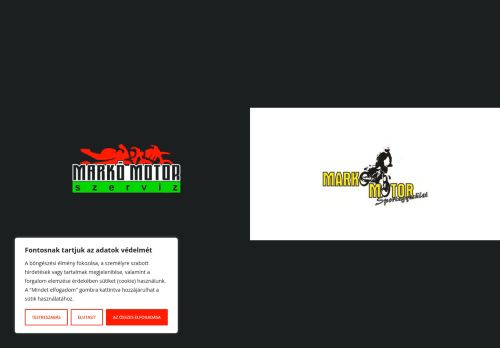 MARKÓ MOTOR
szerviz
MARKÓ
MOTOR
Sportegyesület
Fontosnak tartjuk az adatok védelmét
A böngészési élmény fokozása, a személyre szabott
hirdetések vagy tartalmak megjelenítése, valamint a
forgalom elemzése érdekében sütiket (cookie) használunk.
A "Mindet elfogadom" gombra kattintva hozzájárulhat a
sütik használatához.
TESTRESZABÁS
ELUTASÍT
AZ ÖSSZES ELFOGADÁSA